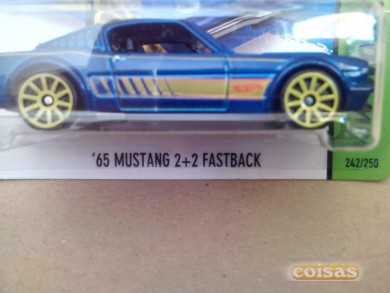 '65 MUSTANG 2+2 FASTBACK
242/250
coisas